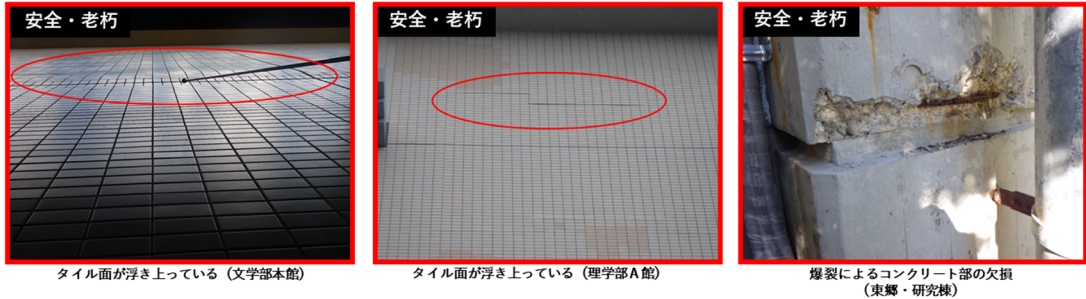 安全・老朽
安全・老朽
安全・老朽
タイル面が浮き上っている（文学部本館）
タイル面が浮き上っている（理学部Ａ館）
爆裂によるコンクリート部の欠損
（東郷・研究棟）